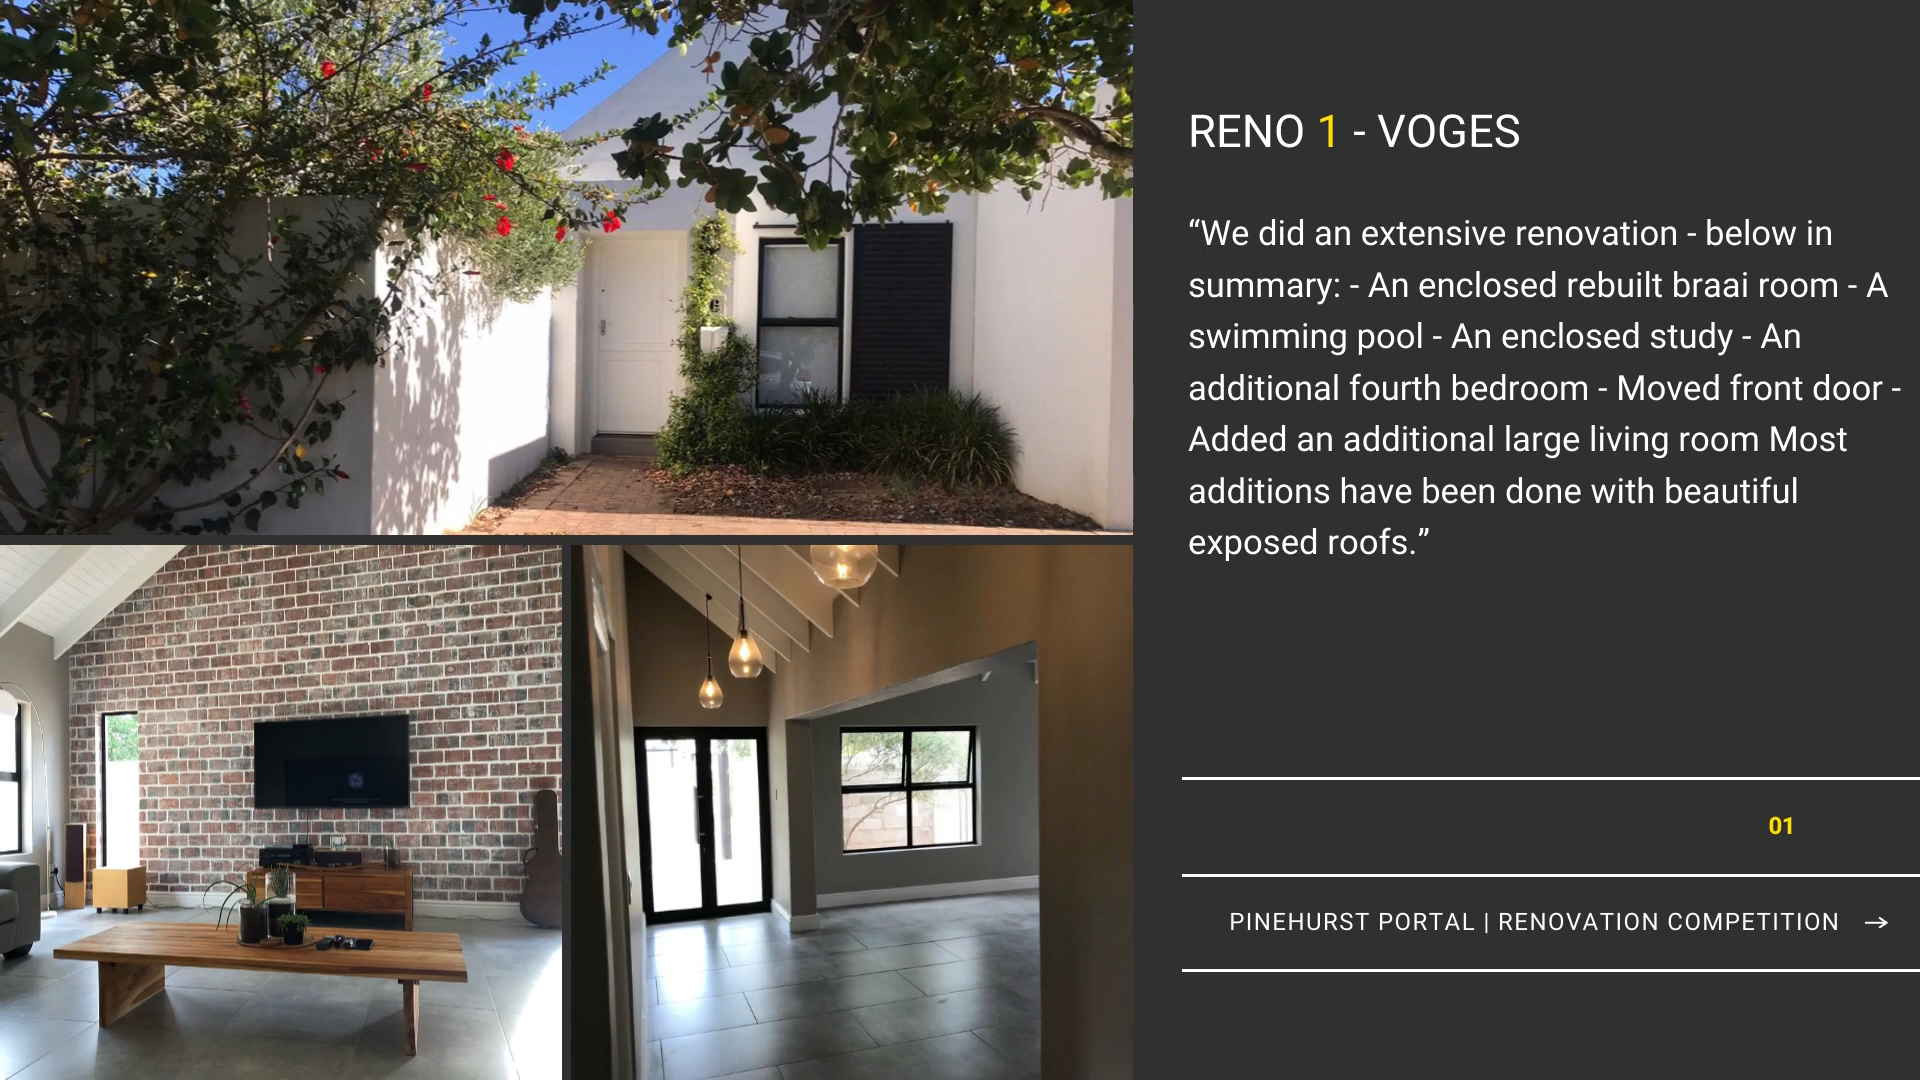 RENO 1 - VOGES
“We did an extensive renovation - below in
summary: - An enclosed rebuilt braai room - A
swimming pool - An enclosed study - An
additional fourth bedroom - Moved front door -
Added an additional large living room Most
additions have been done with beautiful
exposed roofs.”
01
PINEHURST PORTAL | RENOVATION COMPETITION →